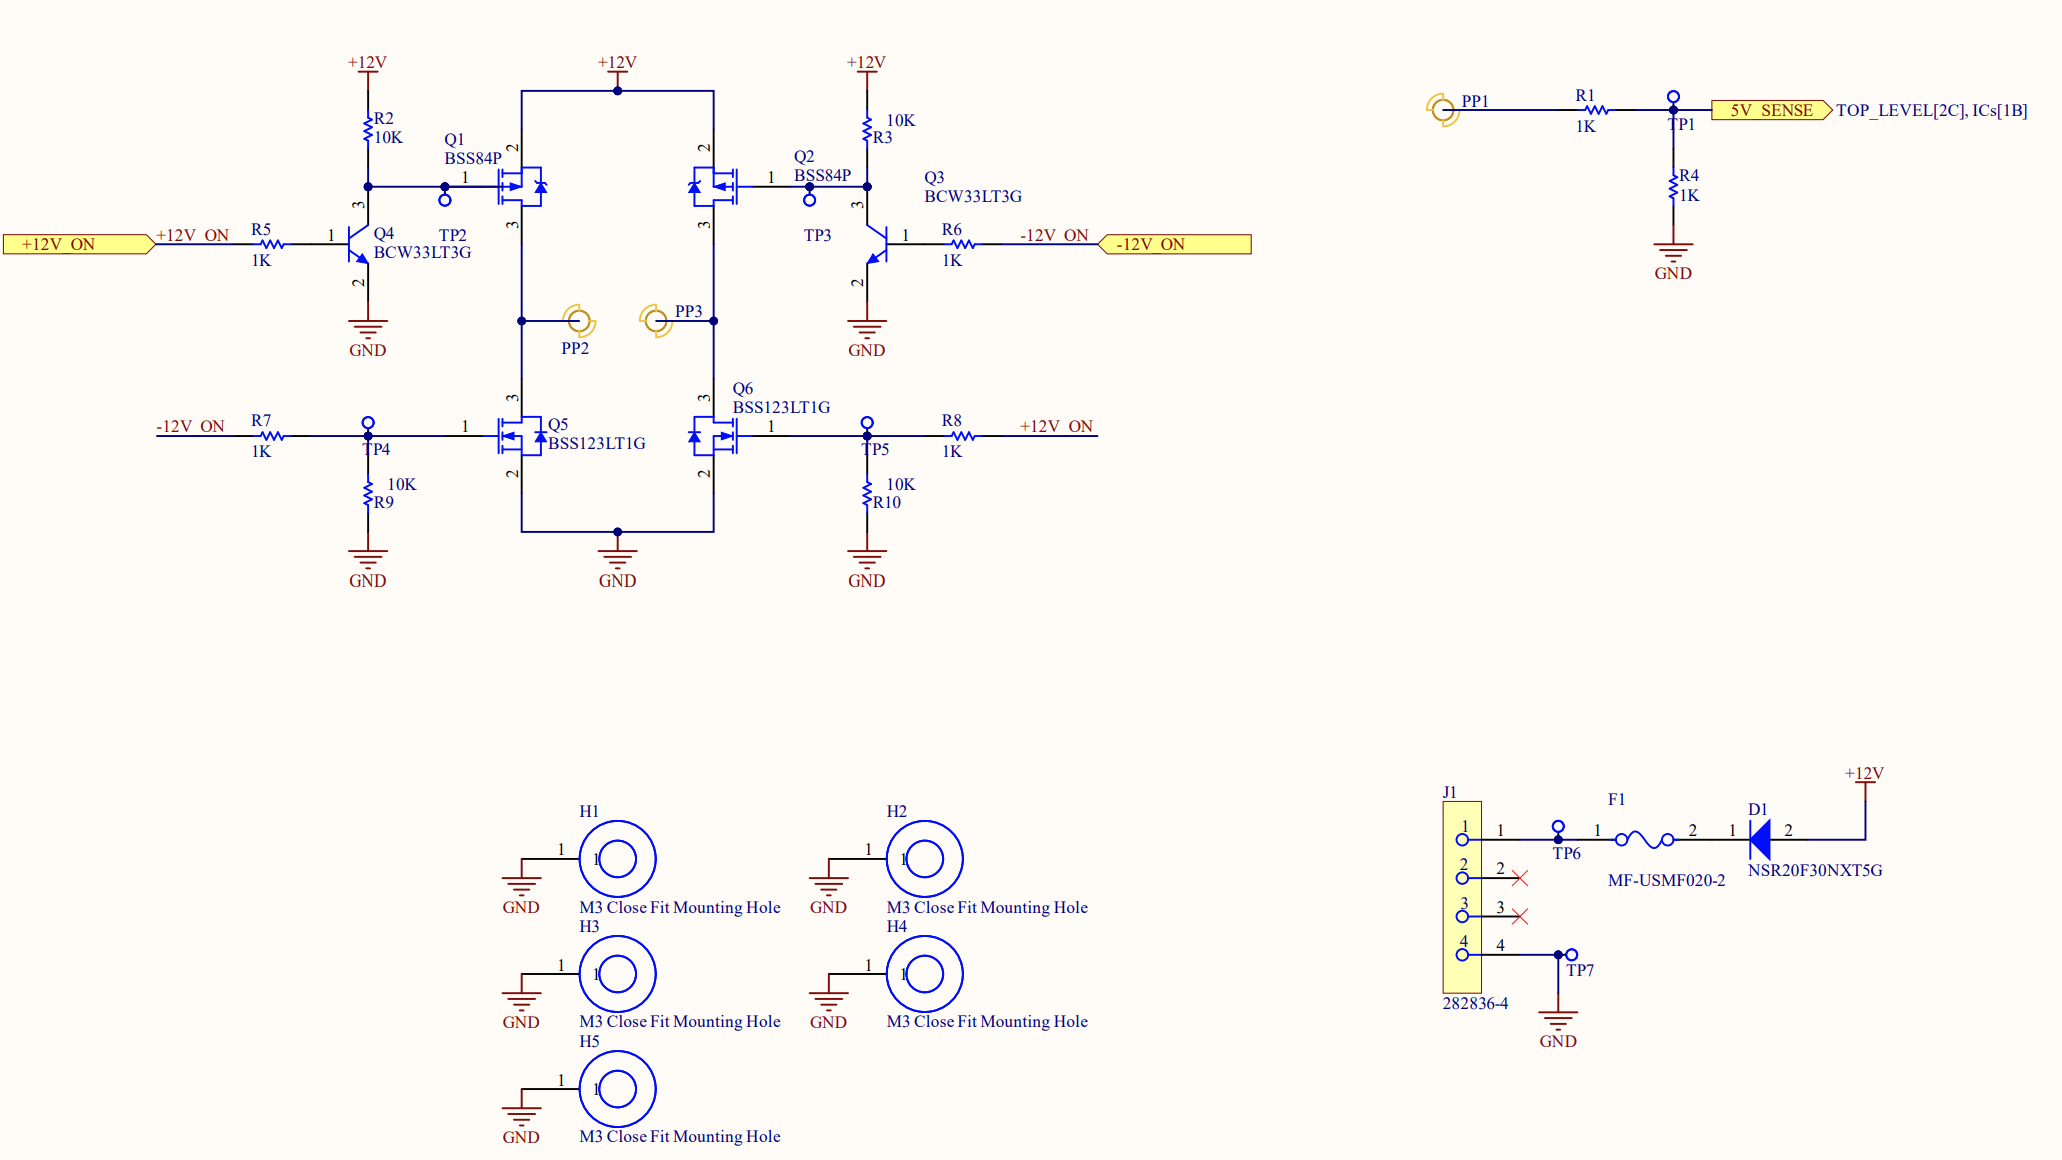 +12V
+12V
+12V
R2
10K
Q1
BSS84P
1
2
3
TP2
2
3
Q2
BSS84P
1
TP3
10K
R3
Q3
BCW33LT3G
3
1
2
R6
1K
-12V_ON
-12V_ON
+12V_ON
+12V_ON
R5
1K
1
3
Q4
BCW33LT3G
2
GND
PP2
PP3
GND
-12V_ON
R7
1K
TP4
1
3
Q5
BSS123LT1G
2
10K
R9
GND
GND
Q6
BSS123LT1G
3
1
2
TP5
R8
1K
+12V_ON
10K
R10
GND
PP1
R1
1K
TP1
5V_SENSE
TOP_LEVEL[2C], ICs[1B]
R4
1K
GND
H1
1
1
GND
M3 Close Fit Mounting Hole
H2
1
1
GND
M3 Close Fit Mounting Hole
H3
1
1
GND
M3 Close Fit Mounting Hole
H4
1
1
GND
M3 Close Fit Mounting Hole
H5
1
1
GND
M3 Close Fit Mounting Hole
J1
1
1
2
2
3
3
4
4
282836-4
TP6
F1
1
2
MF-USMF020-2
D1
1
2
NSR20F30NXT5G
+12V
TP7
GND